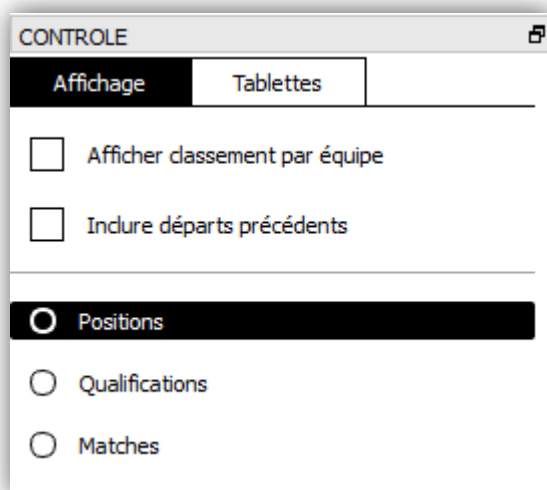 CONTROLE
Affichage Tablettes
Afficher classement par équipe
Inclure départs précédents
Positions
Qualifications
Matches